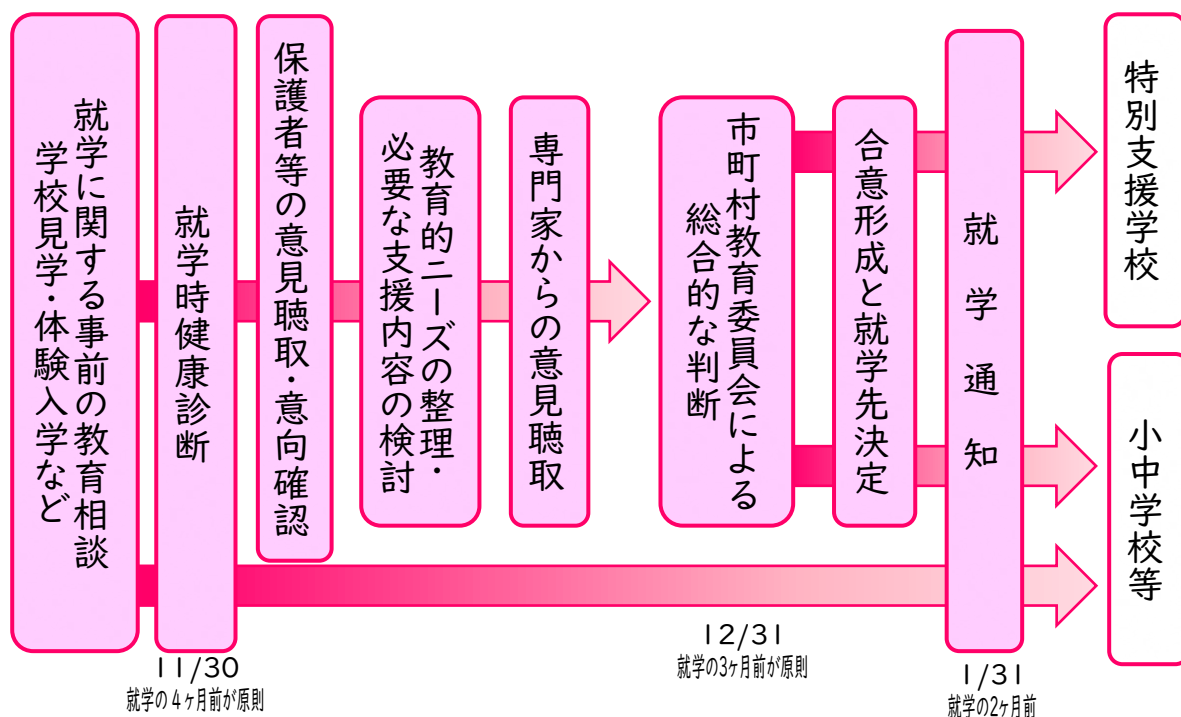 就学に関する事前の教育相談
学校見学・体験入学など
就学時健康診断
保護者等の意見聴取・意向確認
教育的ニーズの整理・
必要な支援内容の検討
専門家からの意見聴取
市町村教育委員会による
総合的な判断
合意形成と就学先決定
就学通知
特別支援学校
小中学校等
11/30
就学の4ヶ月前が原則
12/31
就学の3ヶ月前が原則
1/31
就学の2ヶ月前